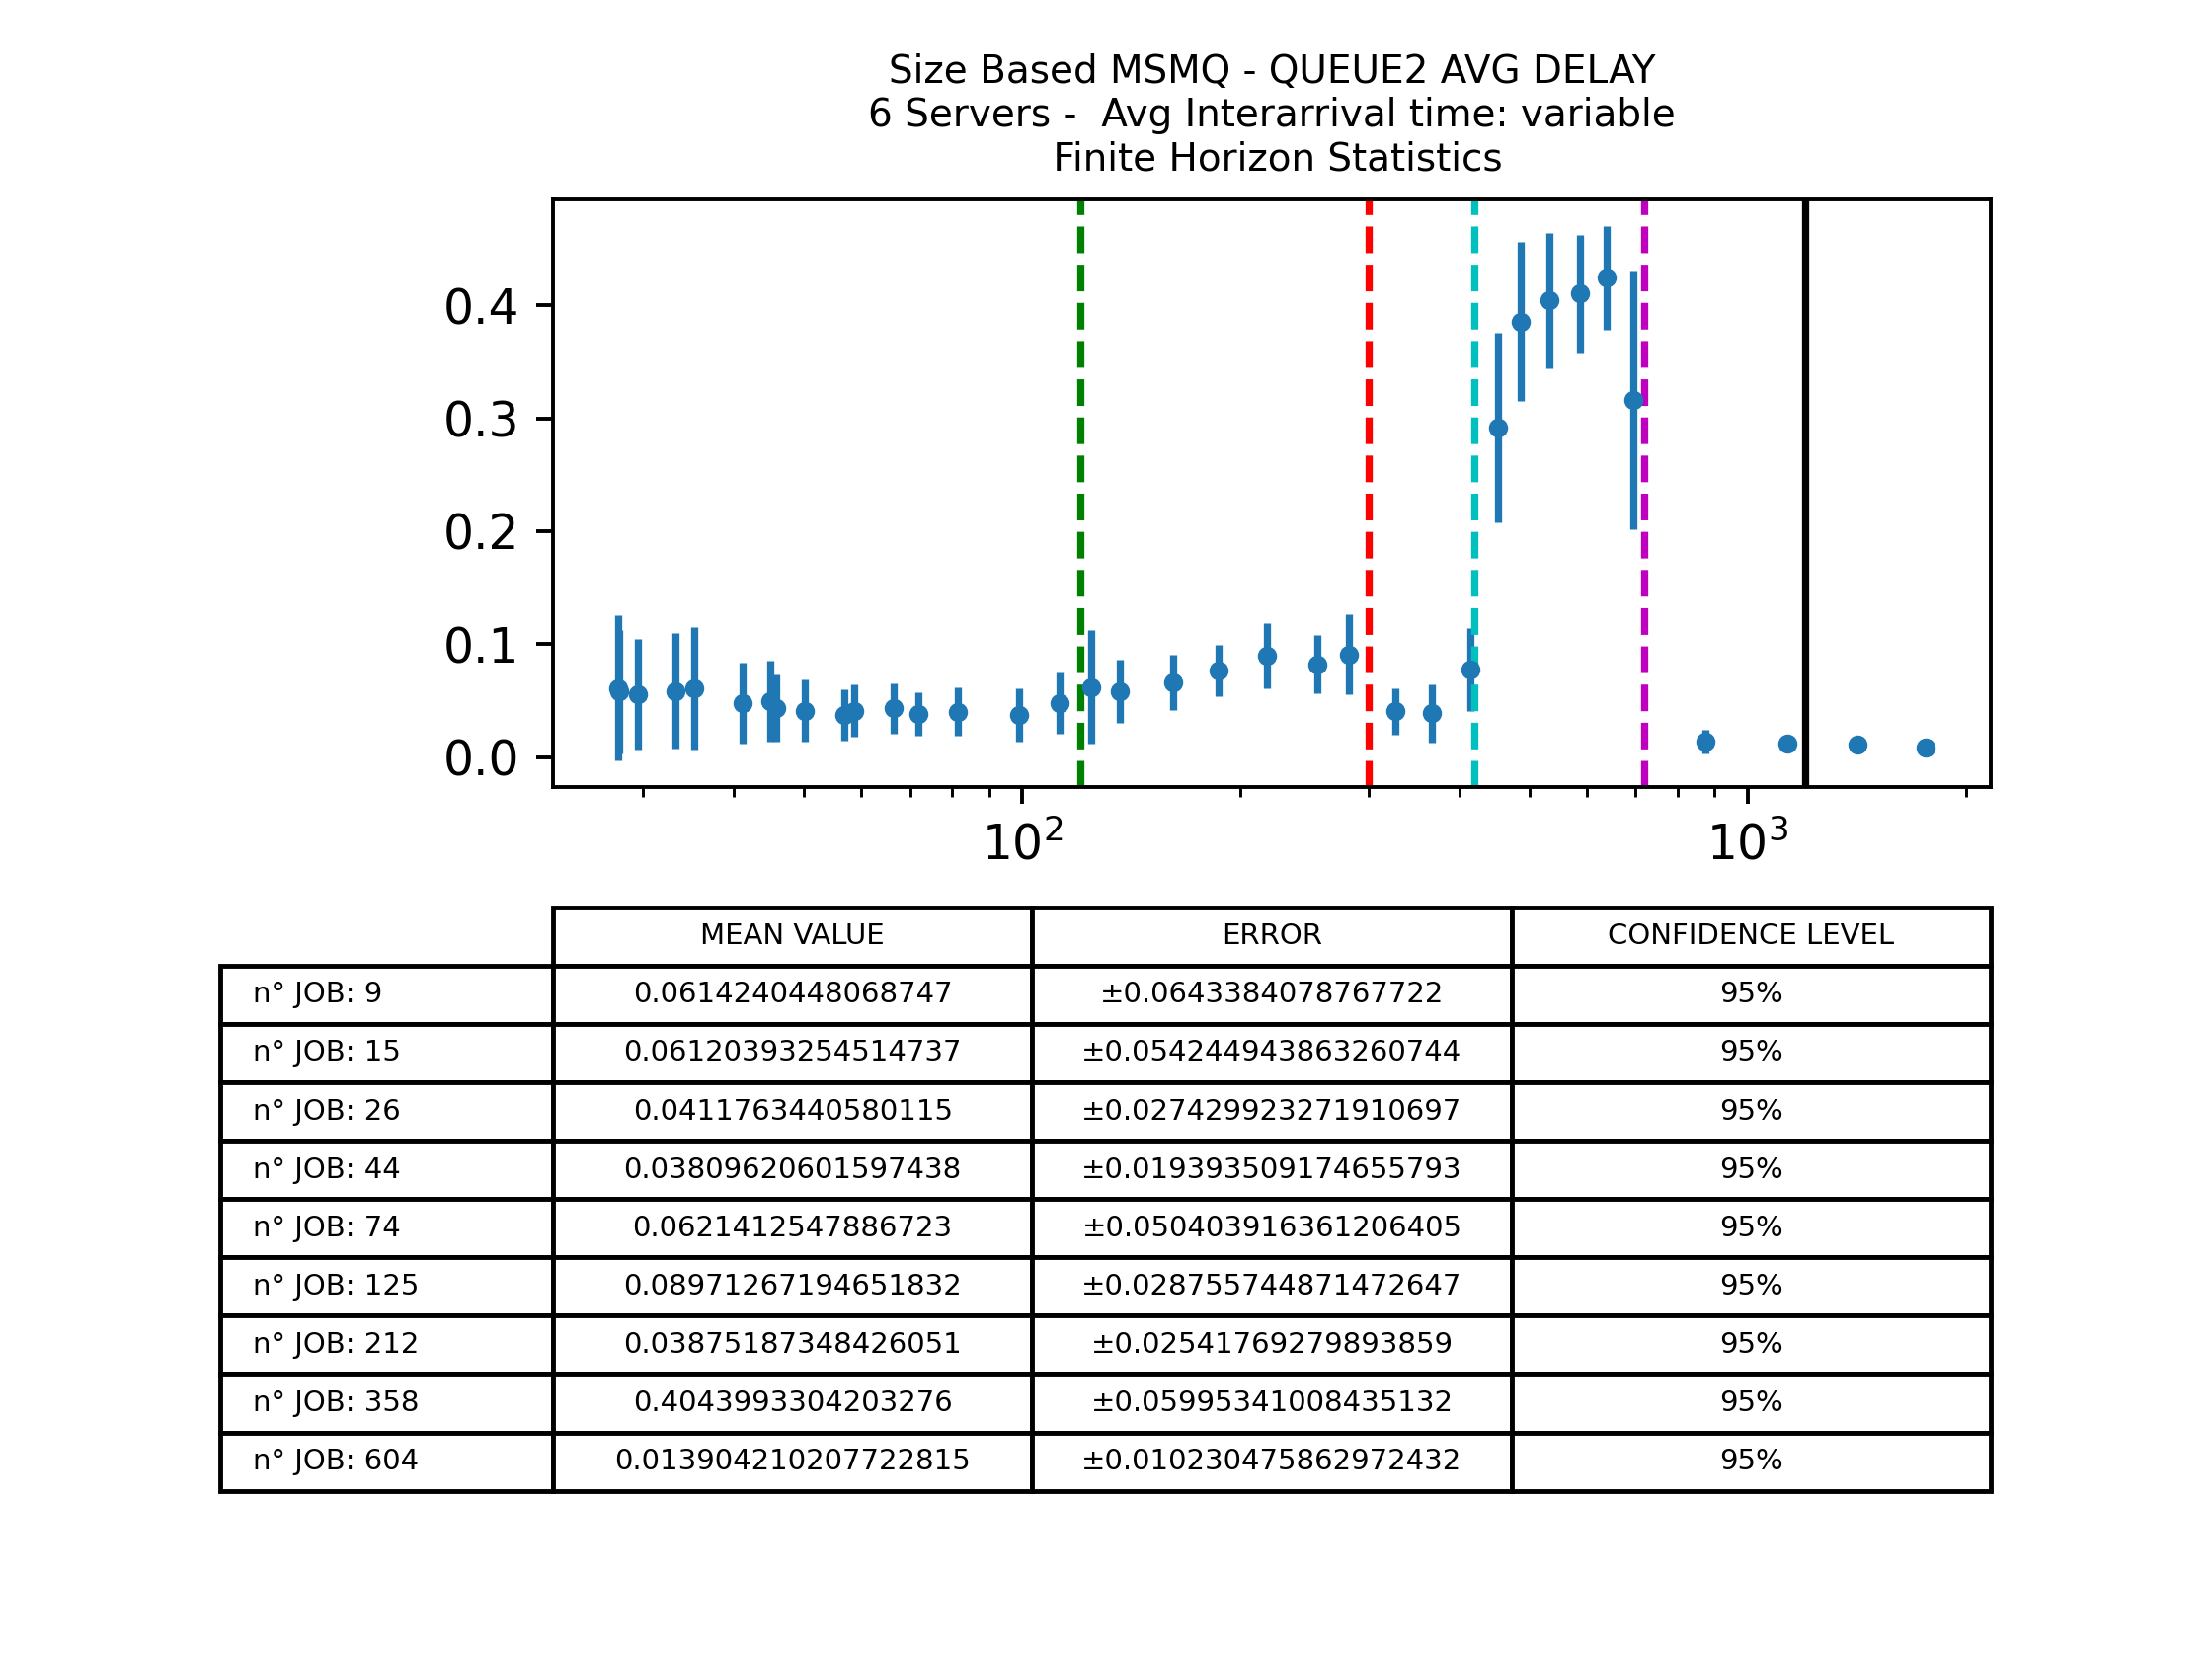 Size Based MSMQ - QUEUE2 AVG DELAY
6 Servers -  Avg Interarrival time: variable
Finite Horizon Statistics
0.4
0.3
0.2
0.1
0.0
10² 10³
MEAN VALUE ERROR CONFIDENCE LEVEL
n° JOB: 9 0.0614240448068747 ±0.0643384078767722 95%
n° JOB: 15 0.06120393254514737 ±0.054244943863260744 95%
n° JOB: 26 0.0411763440580115 ±0.027429923271910697 95%
n° JOB: 44 0.03809620601597438 ±0.019393509174655793 95%
n° JOB: 74 0.0621412547886723 ±0.050403916361206405 95%
n° JOB: 125 0.08971267194651832 ±0.028755744871472647 95%
n° JOB: 212 0.03875187348426051 ±0.02541769279893859 95%
n° JOB: 358 0.4043993304203276 ±0.05995341008435132 95%
n° JOB: 604 0.013904210207722815 ±0.010230475862972432 95%